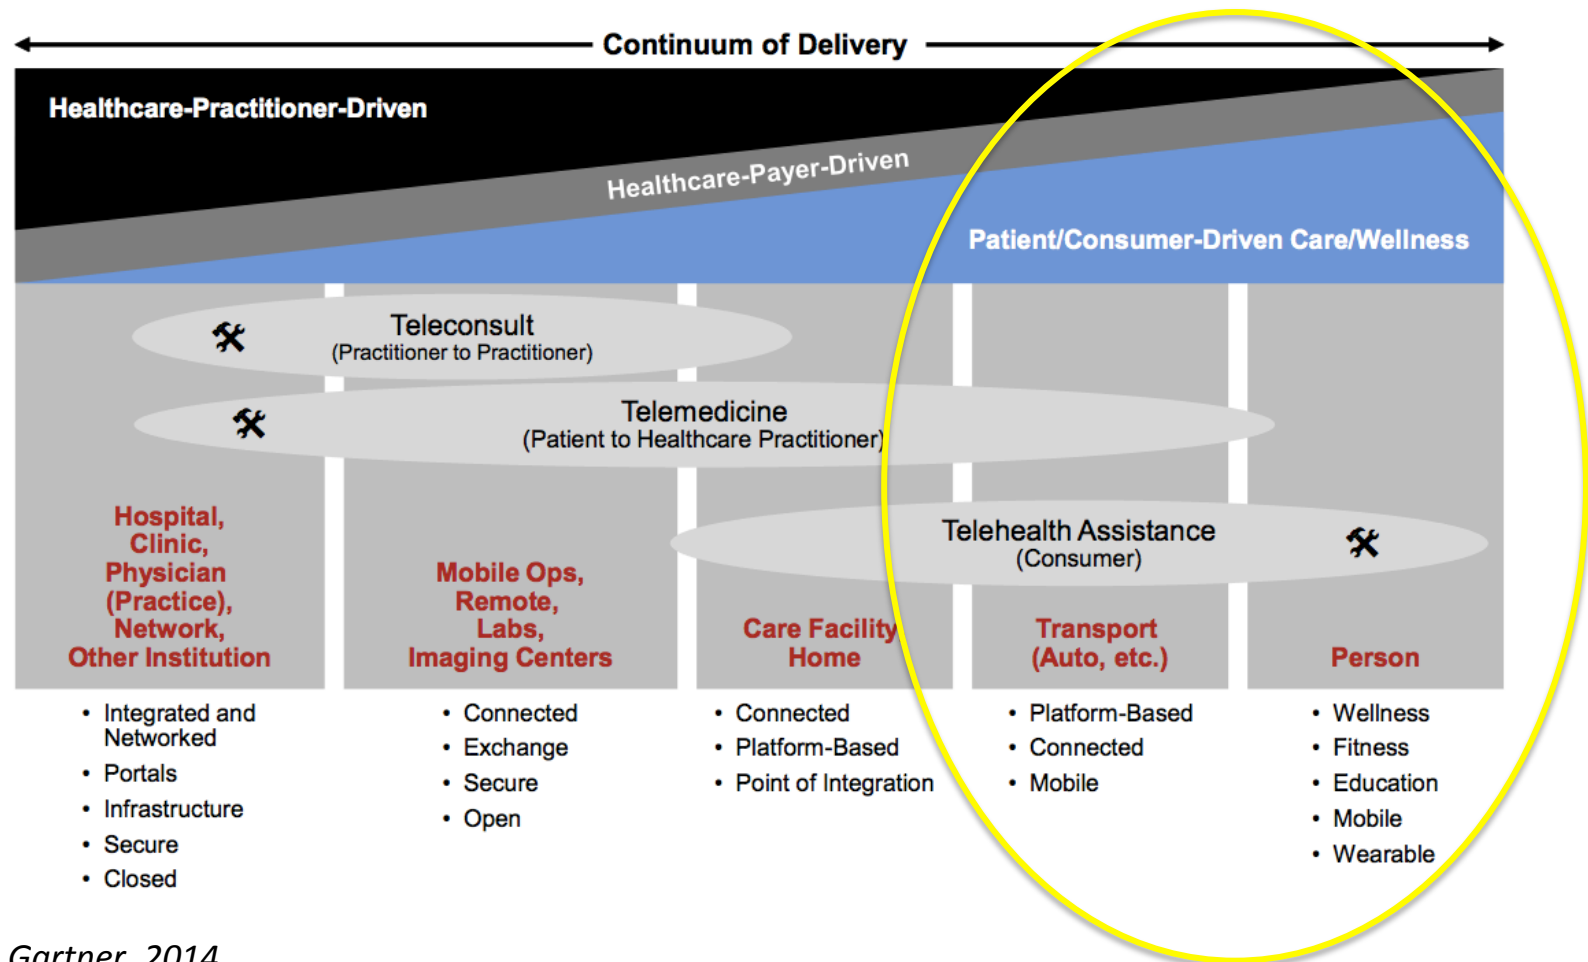 Continuum of Delivery
Healthcare-Practitioner-Driven
Healthcare-Payer-Driven
Patient/Consumer-Driven Care/Wellness
Teleconsult
(Practitioner to Practitioner)
Telemedicine
(Patient to Healthcare Practitioner)
Telehealth Assistance
(Consumer)
Hospital,
Clinic,
Physician
(Practice),
Network,
Other Institution
Mobile Ops,
Remote,
Labs,
Imaging Centers
Care Facility
Home
Transport
(Auto, etc.)
Person
• Integrated and
Networked
• Portals
• Infrastructure
• Secure
• Closed
• Connected
• Exchange
• Secure
• Open
• Connected
• Platform-Based
• Point of Integration
• Platform-Based
• Connected
• Mobile
• Wellness
• Fitness
• Education
• Mobile
• Wearable
Gartner, 2014